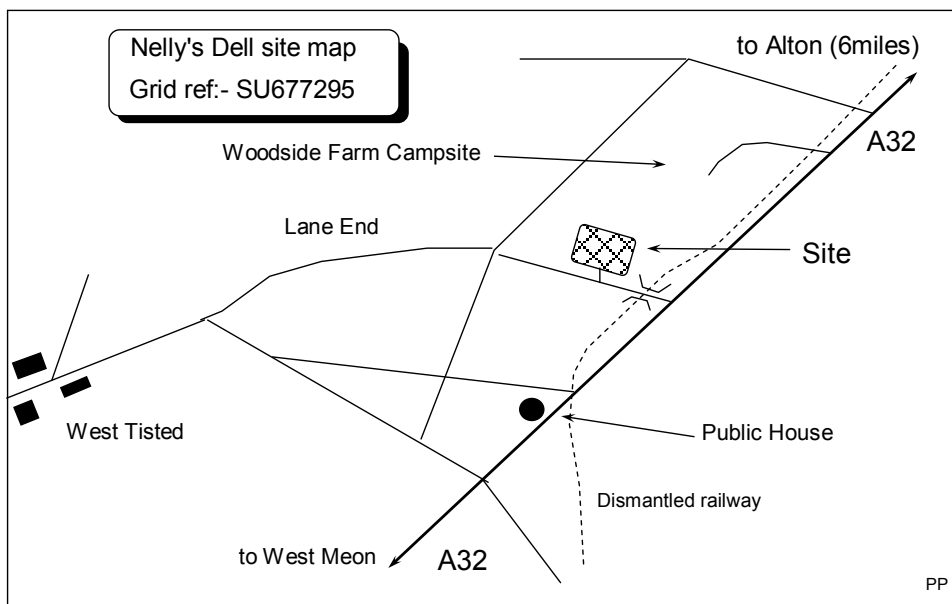 Nelly's Dell site map
Grid ref:- SU677295
to Alton (6miles)
A32
Woodside Farm Campsite
Lane End
Site
West Tisted
Public House
Dismantled railway
to West Meon
A32
PP